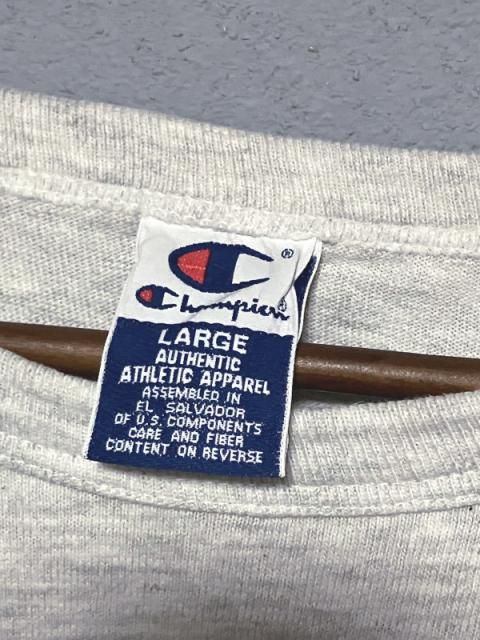 Champion®
LARGE
AUTHENTIC
ATHLETIC APPAREL
ASSEMBLED IN
EL SALVADOR
OF U.S. COMPONENTS
CARE AND FIBER
CONTENT ON REVERSE